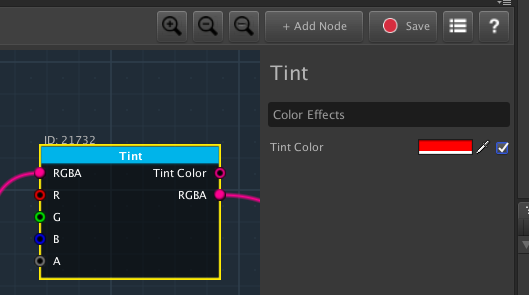 + Add Node
Save
?
Tint
Color Effects
Tint Color
ID: 21732
Tint
RGBA
Tint Color
R
RGBA
G
B
A